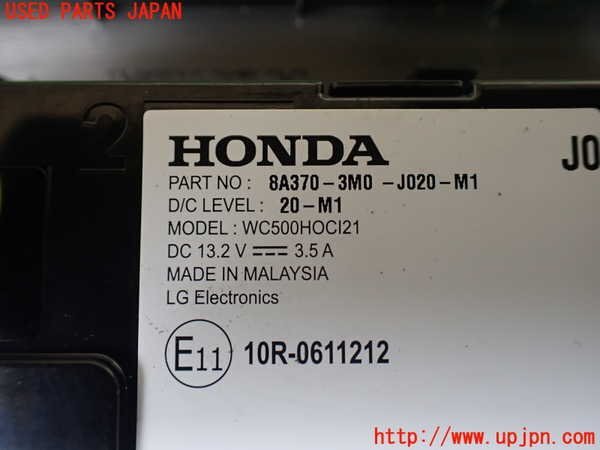 USED PARTS JAPAN
2
HONDA
J0
PART NO : 8A370-3M0 -J020-M1
D/C LEVEL : 20-M1
MODEL : WC500HOCI21
DC 13.2 V ⎓ 3.5 A
MADE IN MALAYSIA
LG Electronics
E11 10R-0611212
http://www.upjpn.com